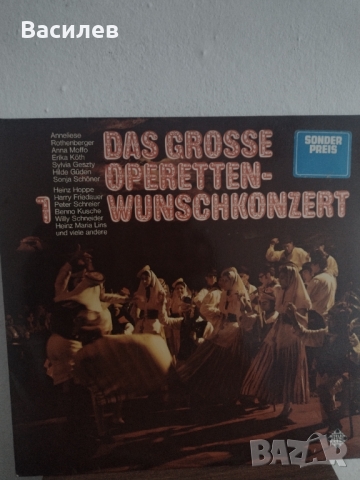 Василев
Anneliese
Rothenberger
Anna Moffo
Erika Köth
Sylvia Geszty
Hilde Güden
Sonja Schöner
Heinz Hoppe
Harry Friedauer
Peter Schreier
Benno Kusche
Willy Schneider
Heinz Maria Lins
und viele andere
1
DAS GROSSE
OPERETTEN-
WUNSCHKONZERT
SONDER
PREIS
BAZAR